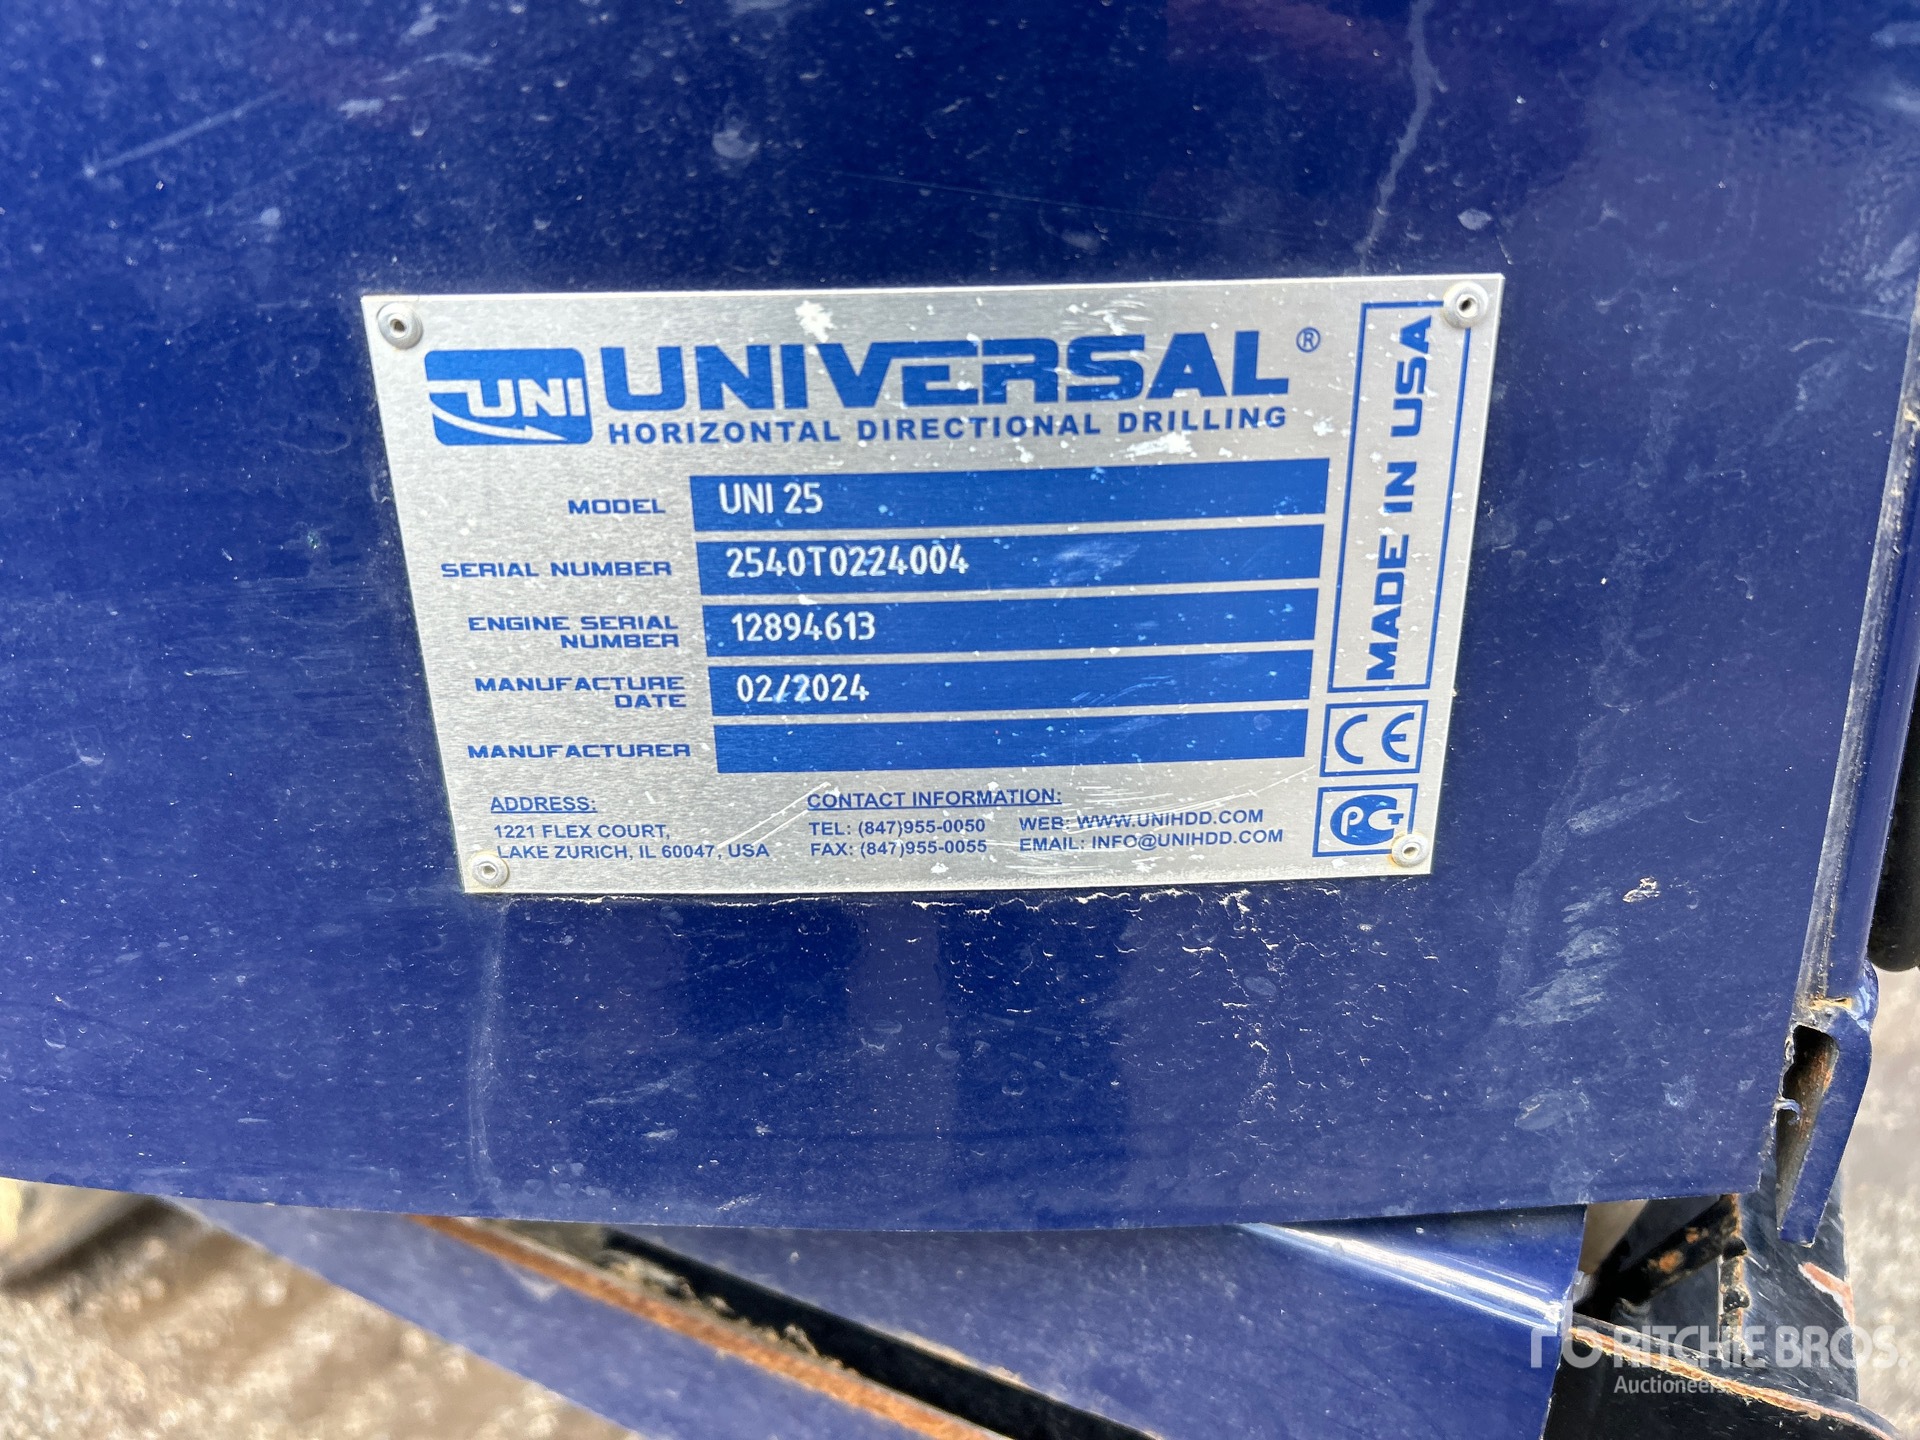 UNI UNIVERSAL ®
HORIZONTAL DIRECTIONAL DRILLING
MADE IN USA
MODEL UNI 25
SERIAL NUMBER 2540T0224004
ENGINE SERIAL
NUMBER 12894613
MANUFACTURE
DATE 02/2024
MANUFACTURER
CE
PC
ADDRESS:
1221 FLEX COURT,
LAKE ZURICH, IL 60047, USA
CONTACT INFORMATION:
TEL: (847)955-0050 WEB: WWW.UNIHDD.COM
FAX: (847)955-0055 EMAIL: INFO@UNIHDD.COM
RITCHIE BROS.
Auctioneers